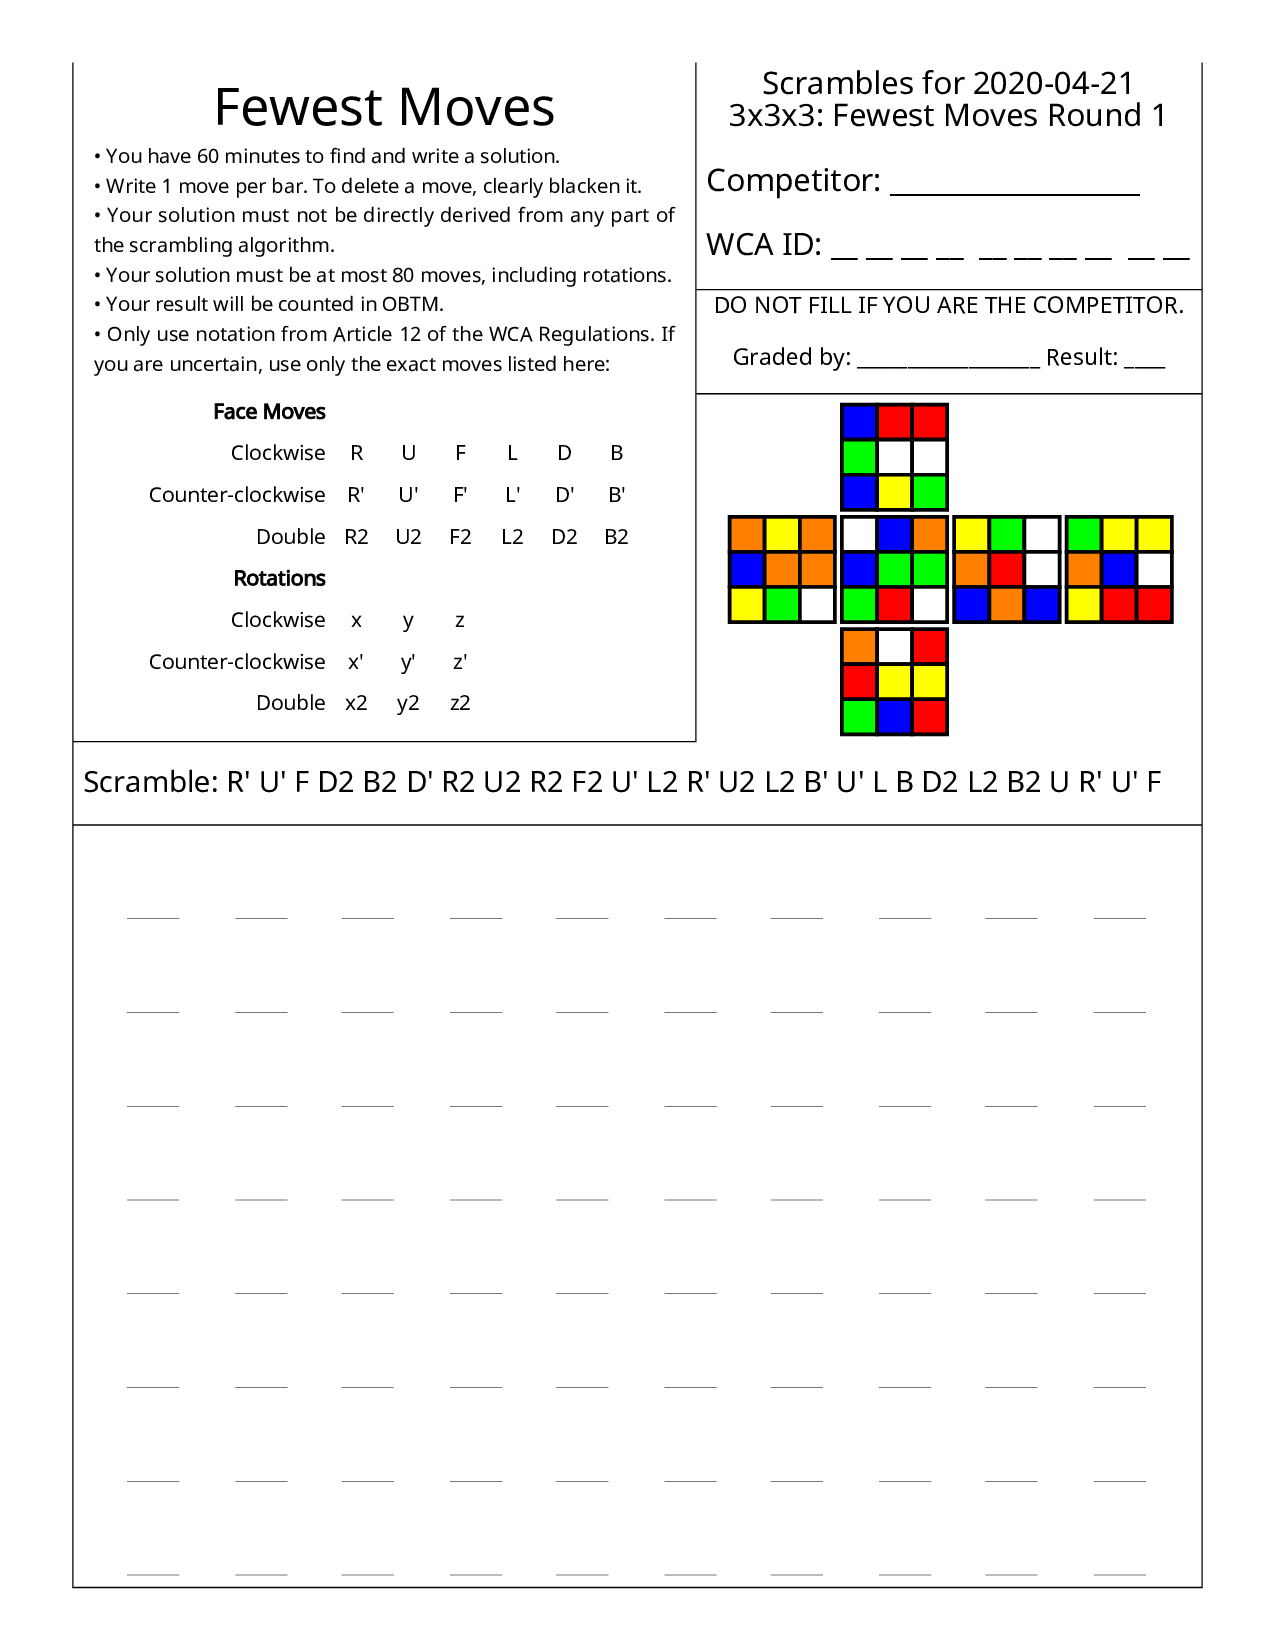 Fewest Moves
• You have 60 minutes to find and write a solution.
• Write 1 move per bar. To delete a move, clearly blacken it.
• Your solution must not be directly derived from any part of
the scrambling algorithm.
• Your solution must be at most 80 moves, including rotations.
• Your result will be counted in OBTM.
• Only use notation from Article 12 of the WCA Regulations. If
you are uncertain, use only the exact moves listed here:
Face Moves
Clockwise R U F L D B
Counter-clockwise R' U' F' L' D' B'
Double R2 U2 F2 L2 D2 B2
Rotations
Clockwise x y z
Counter-clockwise x' y' z'
Double x2 y2 z2
Scrambles for 2020-04-21
3x3x3: Fewest Moves Round 1
Competitor: __________________
WCA ID: __ __ __ __  __ __ __ __  __ __
DO NOT FILL IF YOU ARE THE COMPETITOR.
Graded by: __________________ Result: ____
Scramble: R' U' F D2 B2 D' R2 U2 R2 F2 U' L2 R' U2 L2 B' U' L B D2 L2 B2 U R' U' F